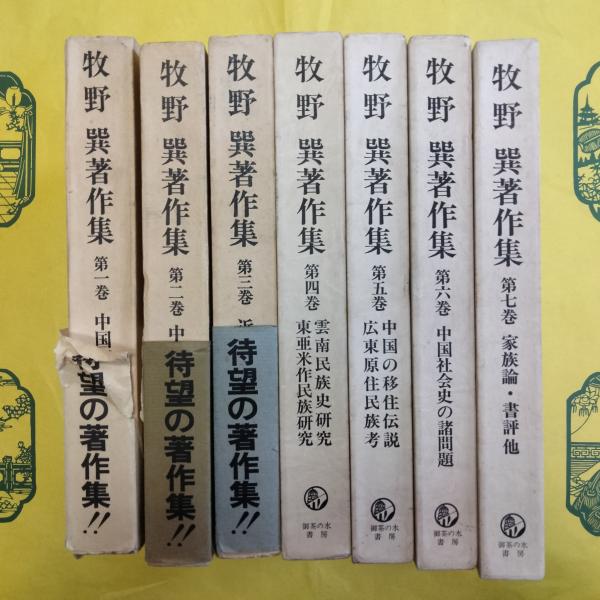 牧野 巽著作集
第一巻
中国
待望の著作集!!
牧野 巽著作集
第二巻
中
待望の著作集!!
牧野 巽著作集
第三巻
近
待望の著作集!!
牧野 巽著作集
第四巻
雲南民族史研究
東亜米作民族研究
御茶の水
書房
牧野 巽著作集
第五巻
中国の移住伝説
広東原住民族考
御茶の水
書房
牧野 巽著作集
第六巻
中国社会史の諸問題
御茶の水
書房
牧野 巽著作集
第七巻
家族論・書評他
御茶の水
書房